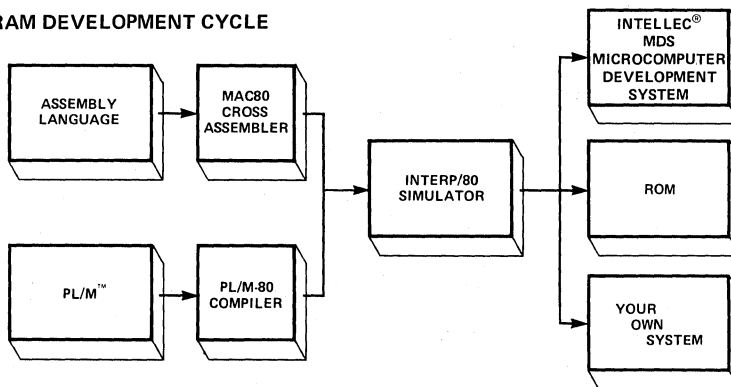 RAM DEVELOPMENT CYCLE
ASSEMBLY
LANGUAGE
MAC80
CROSS
ASSEMBLER
PL/M™
PL/M-80
COMPILER
INTERP/80
SIMULATOR
INTELLEC®
MDS
MICROCOMPUTER
DEVELOPMENT
SYSTEM
ROM
YOUR
OWN
SYSTEM